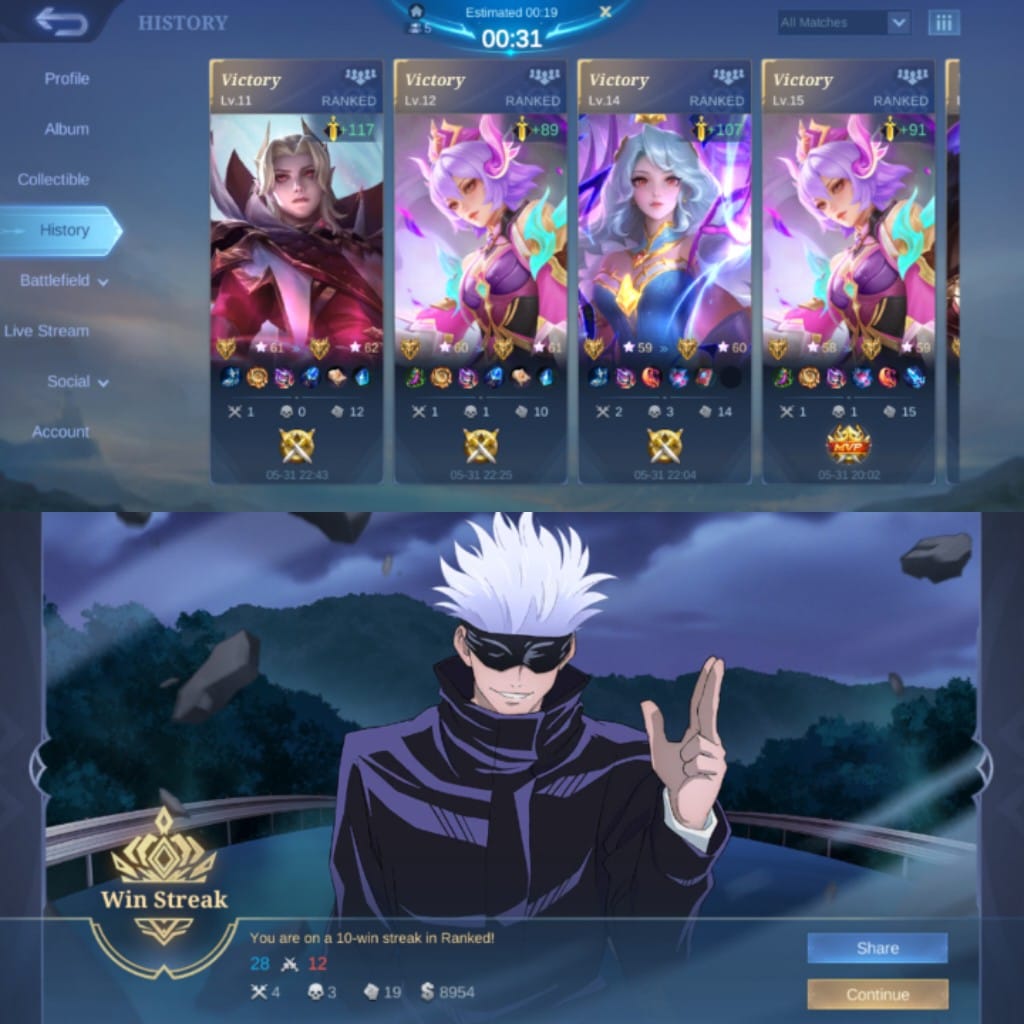 HISTORY
5
Estimated 00:19
X
00:31
All Matches
Profile
Album
Collectible
History
Battlefield
Live Stream
Social
Account
Victory
Lv.11 RANKED
+117
61 » 62
1 0 12
05-31 22:43
Victory
Lv.12 RANKED
+89
60 » 61
1 1 10
05-31 22:25
Victory
Lv.14 RANKED
+107
59 » 60
2 3 14
05-31 22:04
Victory
Lv.15 RANKED
+91
58 » 59
1 1 15
MVP
05-31 20:02
Win Streak
You are on a 10-win streak in Ranked!
28 12
4 3 19 $ 8954
Share
Continue